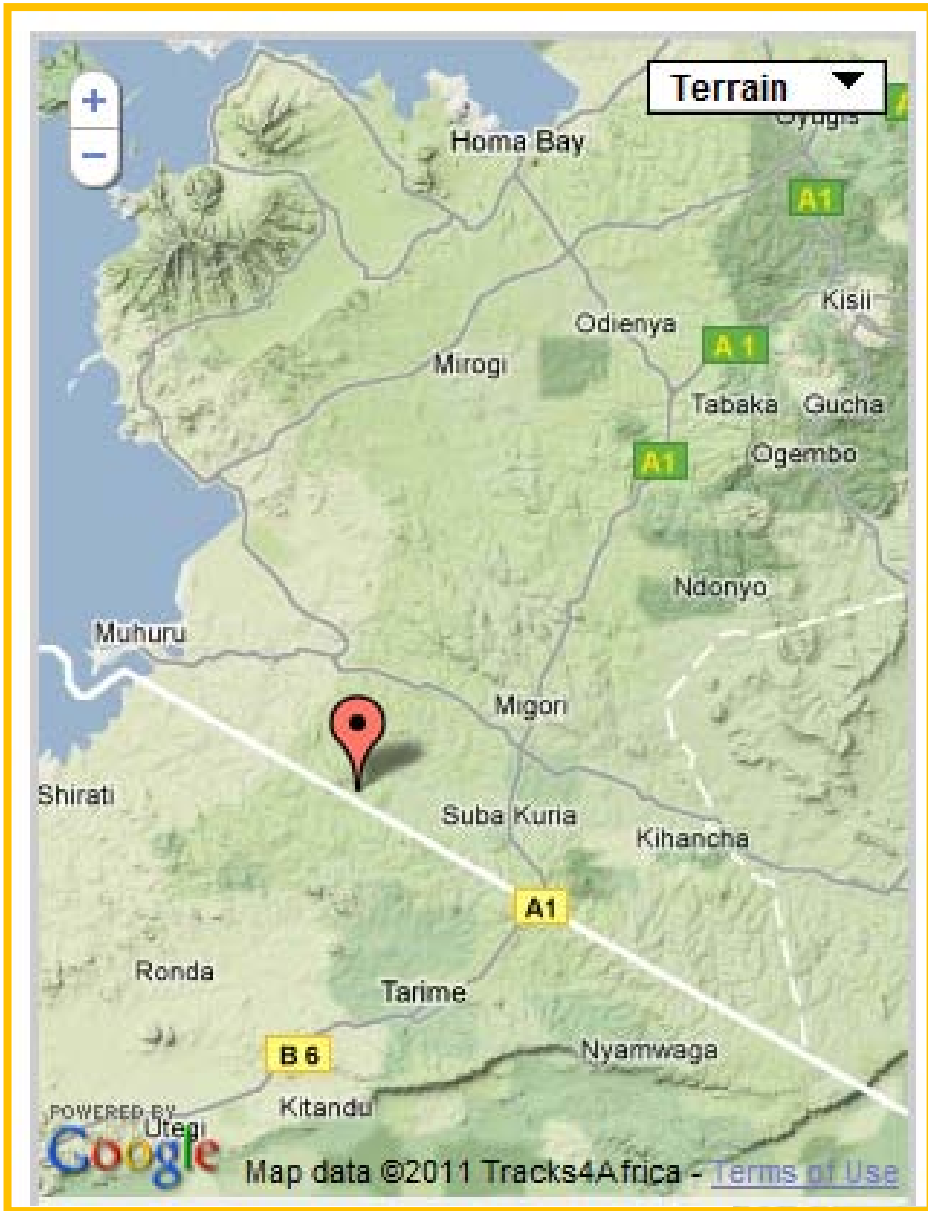 +
Terrain
−
Homa Bay
Oyugis
A
A1
Kisii
Odienya
A 1
Mirogi
Tabaka
Gucha
A1
Ogembo
Ndonyo
Muhuru
Migori
Shirati
Suba Kuria
Kihancha
A1
Ronda
Tarime
B 6
Nyamwaga
Kitandu
POWERED BY
Utegi
Google
Map data ©2011 Tracks4Africa - Terms of Use